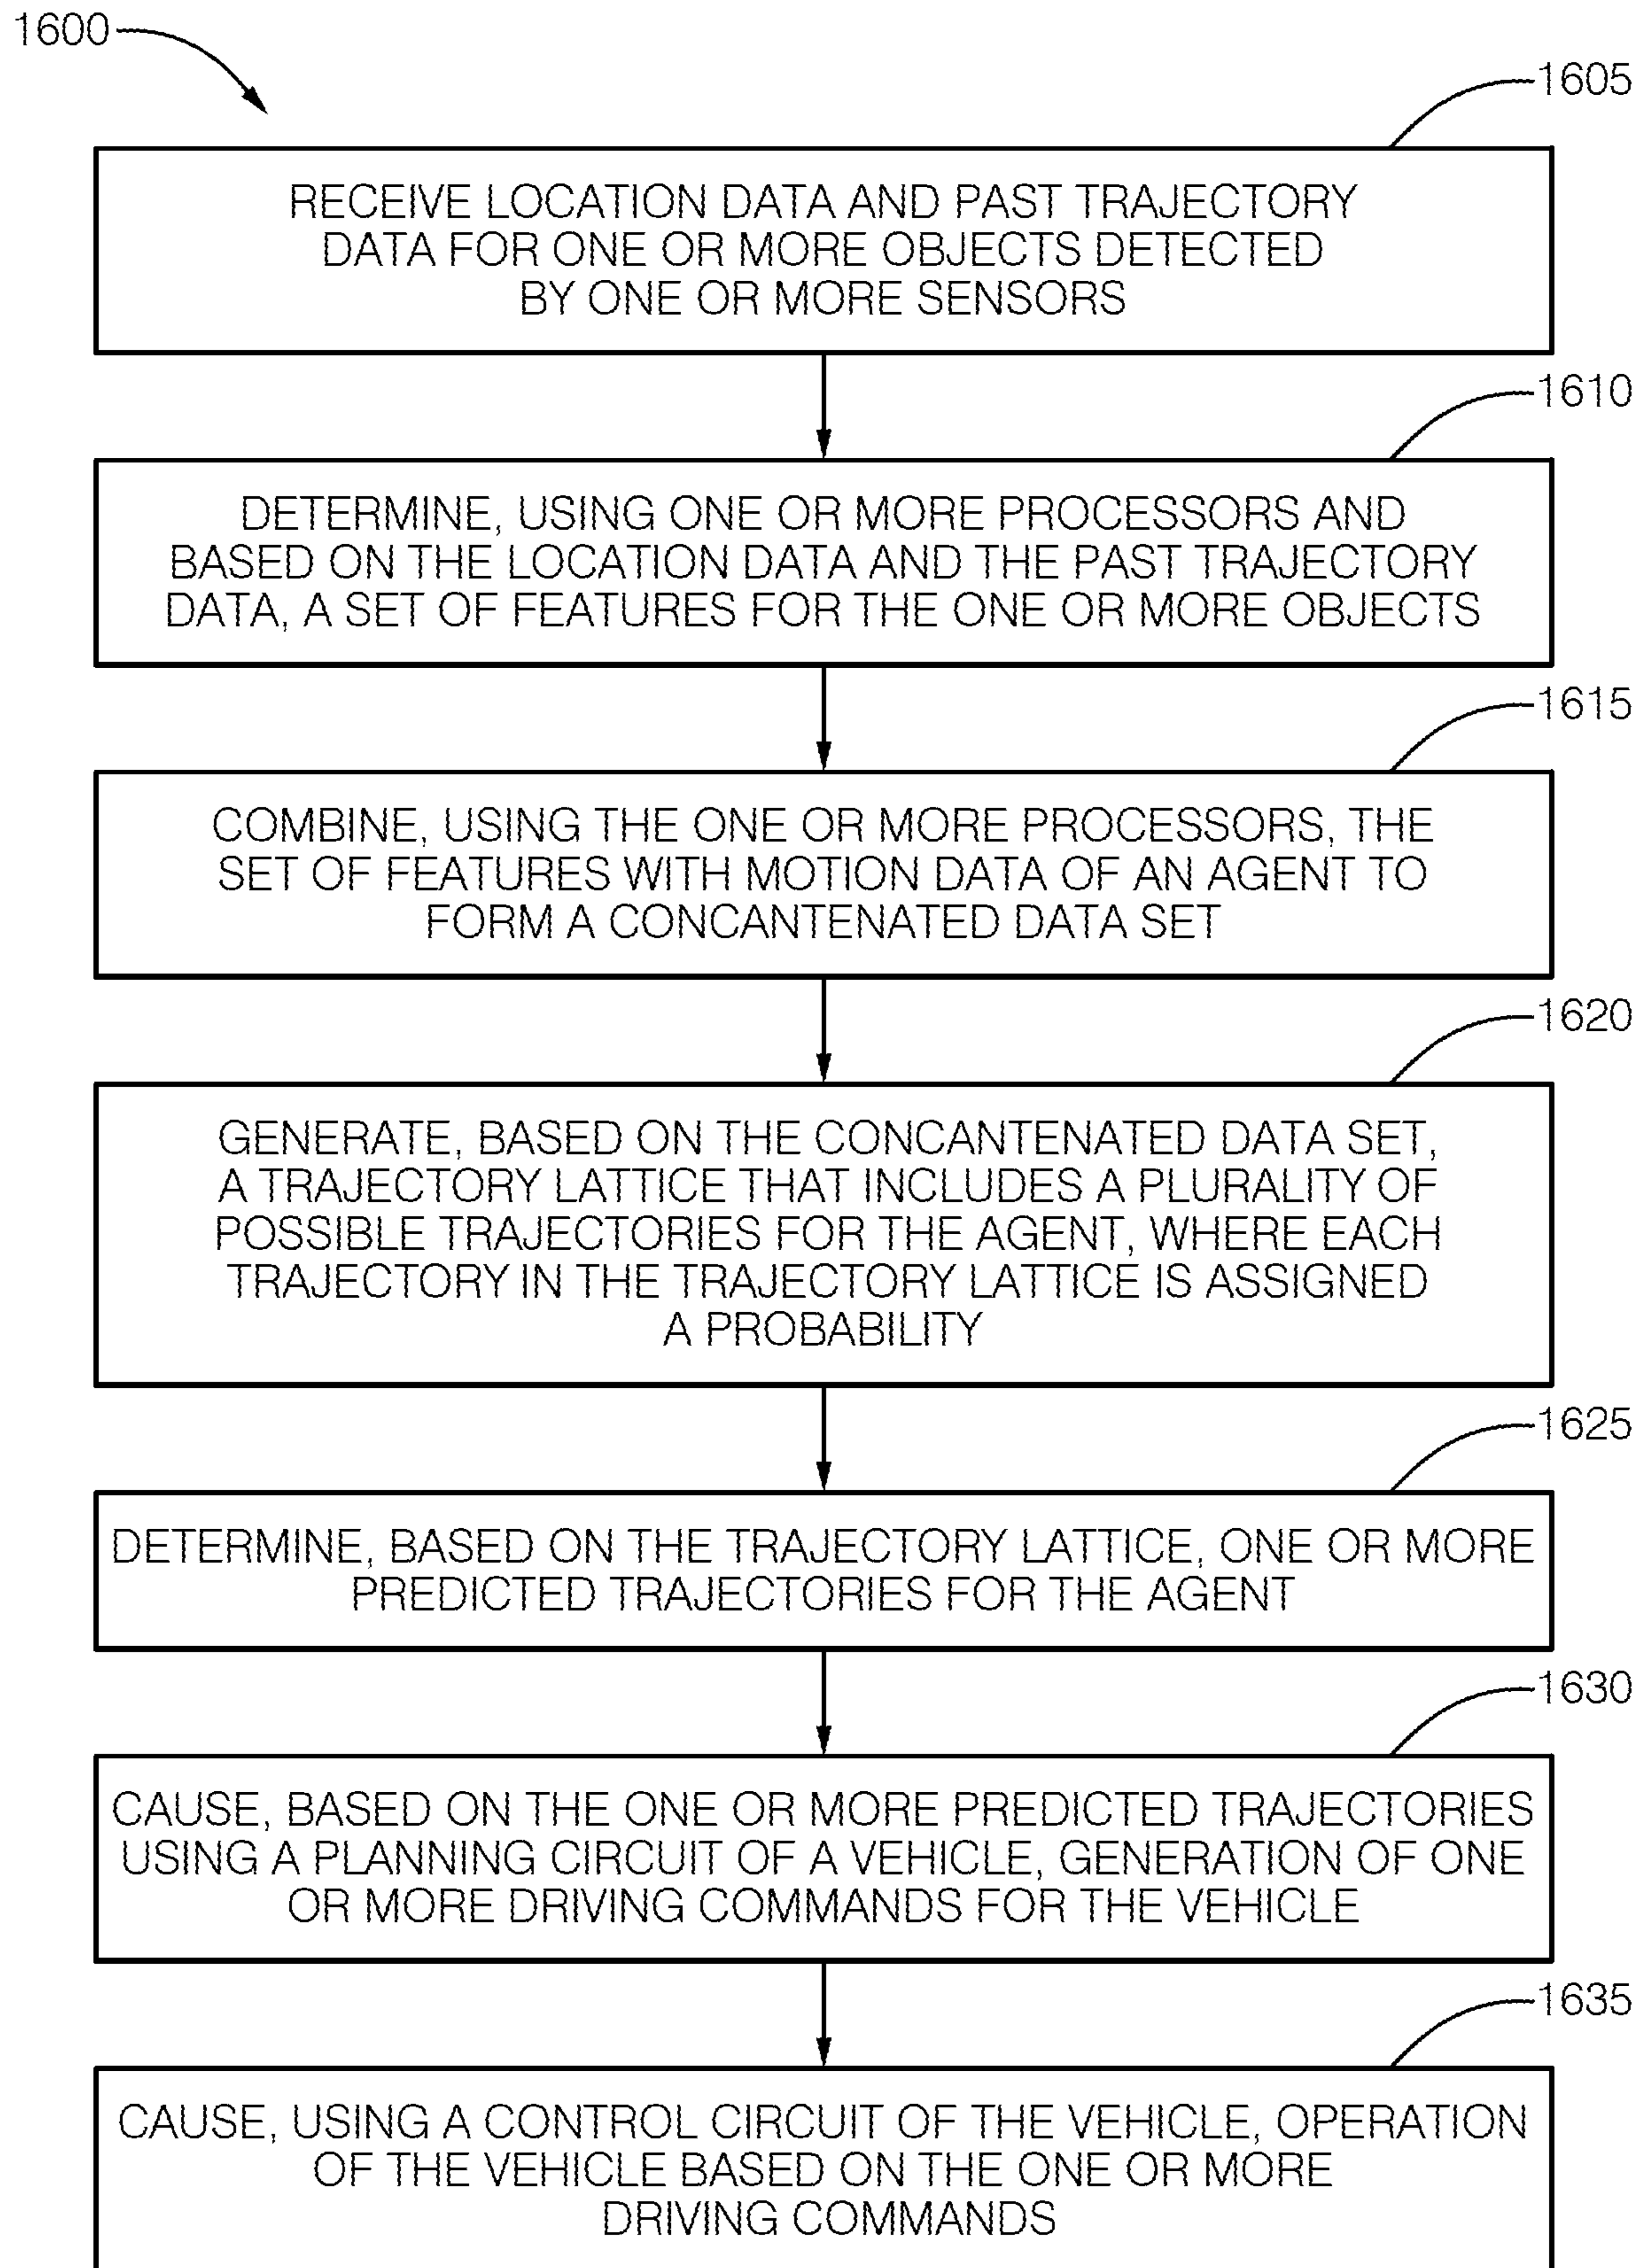 1600
1605
RECEIVE LOCATION DATA AND PAST TRAJECTORY
DATA FOR ONE OR MORE OBJECTS DETECTED
BY ONE OR MORE SENSORS
1610
DETERMINE, USING ONE OR MORE PROCESSORS AND
BASED ON THE LOCATION DATA AND THE PAST TRAJECTORY
DATA, A SET OF FEATURES FOR THE ONE OR MORE OBJECTS
1615
COMBINE, USING THE ONE OR MORE PROCESSORS, THE
SET OF FEATURES WITH MOTION DATA OF AN AGENT TO
FORM A CONCANTENATED DATA SET
1620
GENERATE, BASED ON THE CONCANTENATED DATA SET,
A TRAJECTORY LATTICE THAT INCLUDES A PLURALITY OF
POSSIBLE TRAJECTORIES FOR THE AGENT, WHERE EACH
TRAJECTORY IN THE TRAJECTORY LATTICE IS ASSIGNED
A PROBABILITY
1625
DETERMINE, BASED ON THE TRAJECTORY LATTICE, ONE OR MORE
PREDICTED TRAJECTORIES FOR THE AGENT
1630
CAUSE, BASED ON THE ONE OR MORE PREDICTED TRAJECTORIES
USING A PLANNING CIRCUIT OF A VEHICLE, GENERATION OF ONE
OR MORE DRIVING COMMANDS FOR THE VEHICLE
1635
CAUSE, USING A CONTROL CIRCUIT OF THE VEHICLE, OPERATION
OF THE VEHICLE BASED ON THE ONE OR MORE
DRIVING COMMANDS